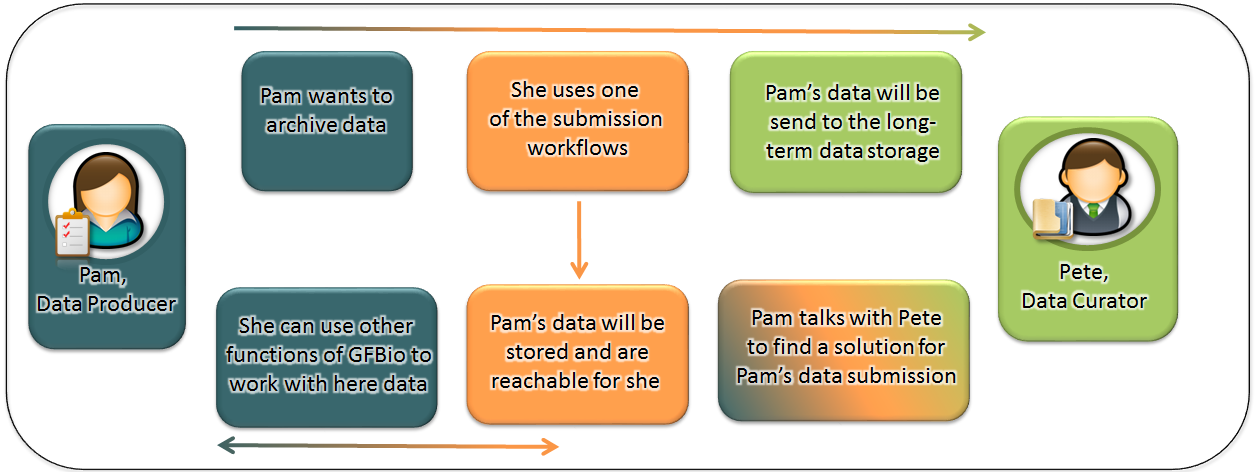 Pam wants to
archive data
She uses one
of the submission
workflows
Pam's data will be
send to the long-
term data storage
Pam,
Data Producer
Pete,
Data Curator
She can use other
functions of GFBio to
work with here data
Pam's data will be
stored and are
reachable for she
Pam talks with Pete
to find a solution for
Pam's data submission